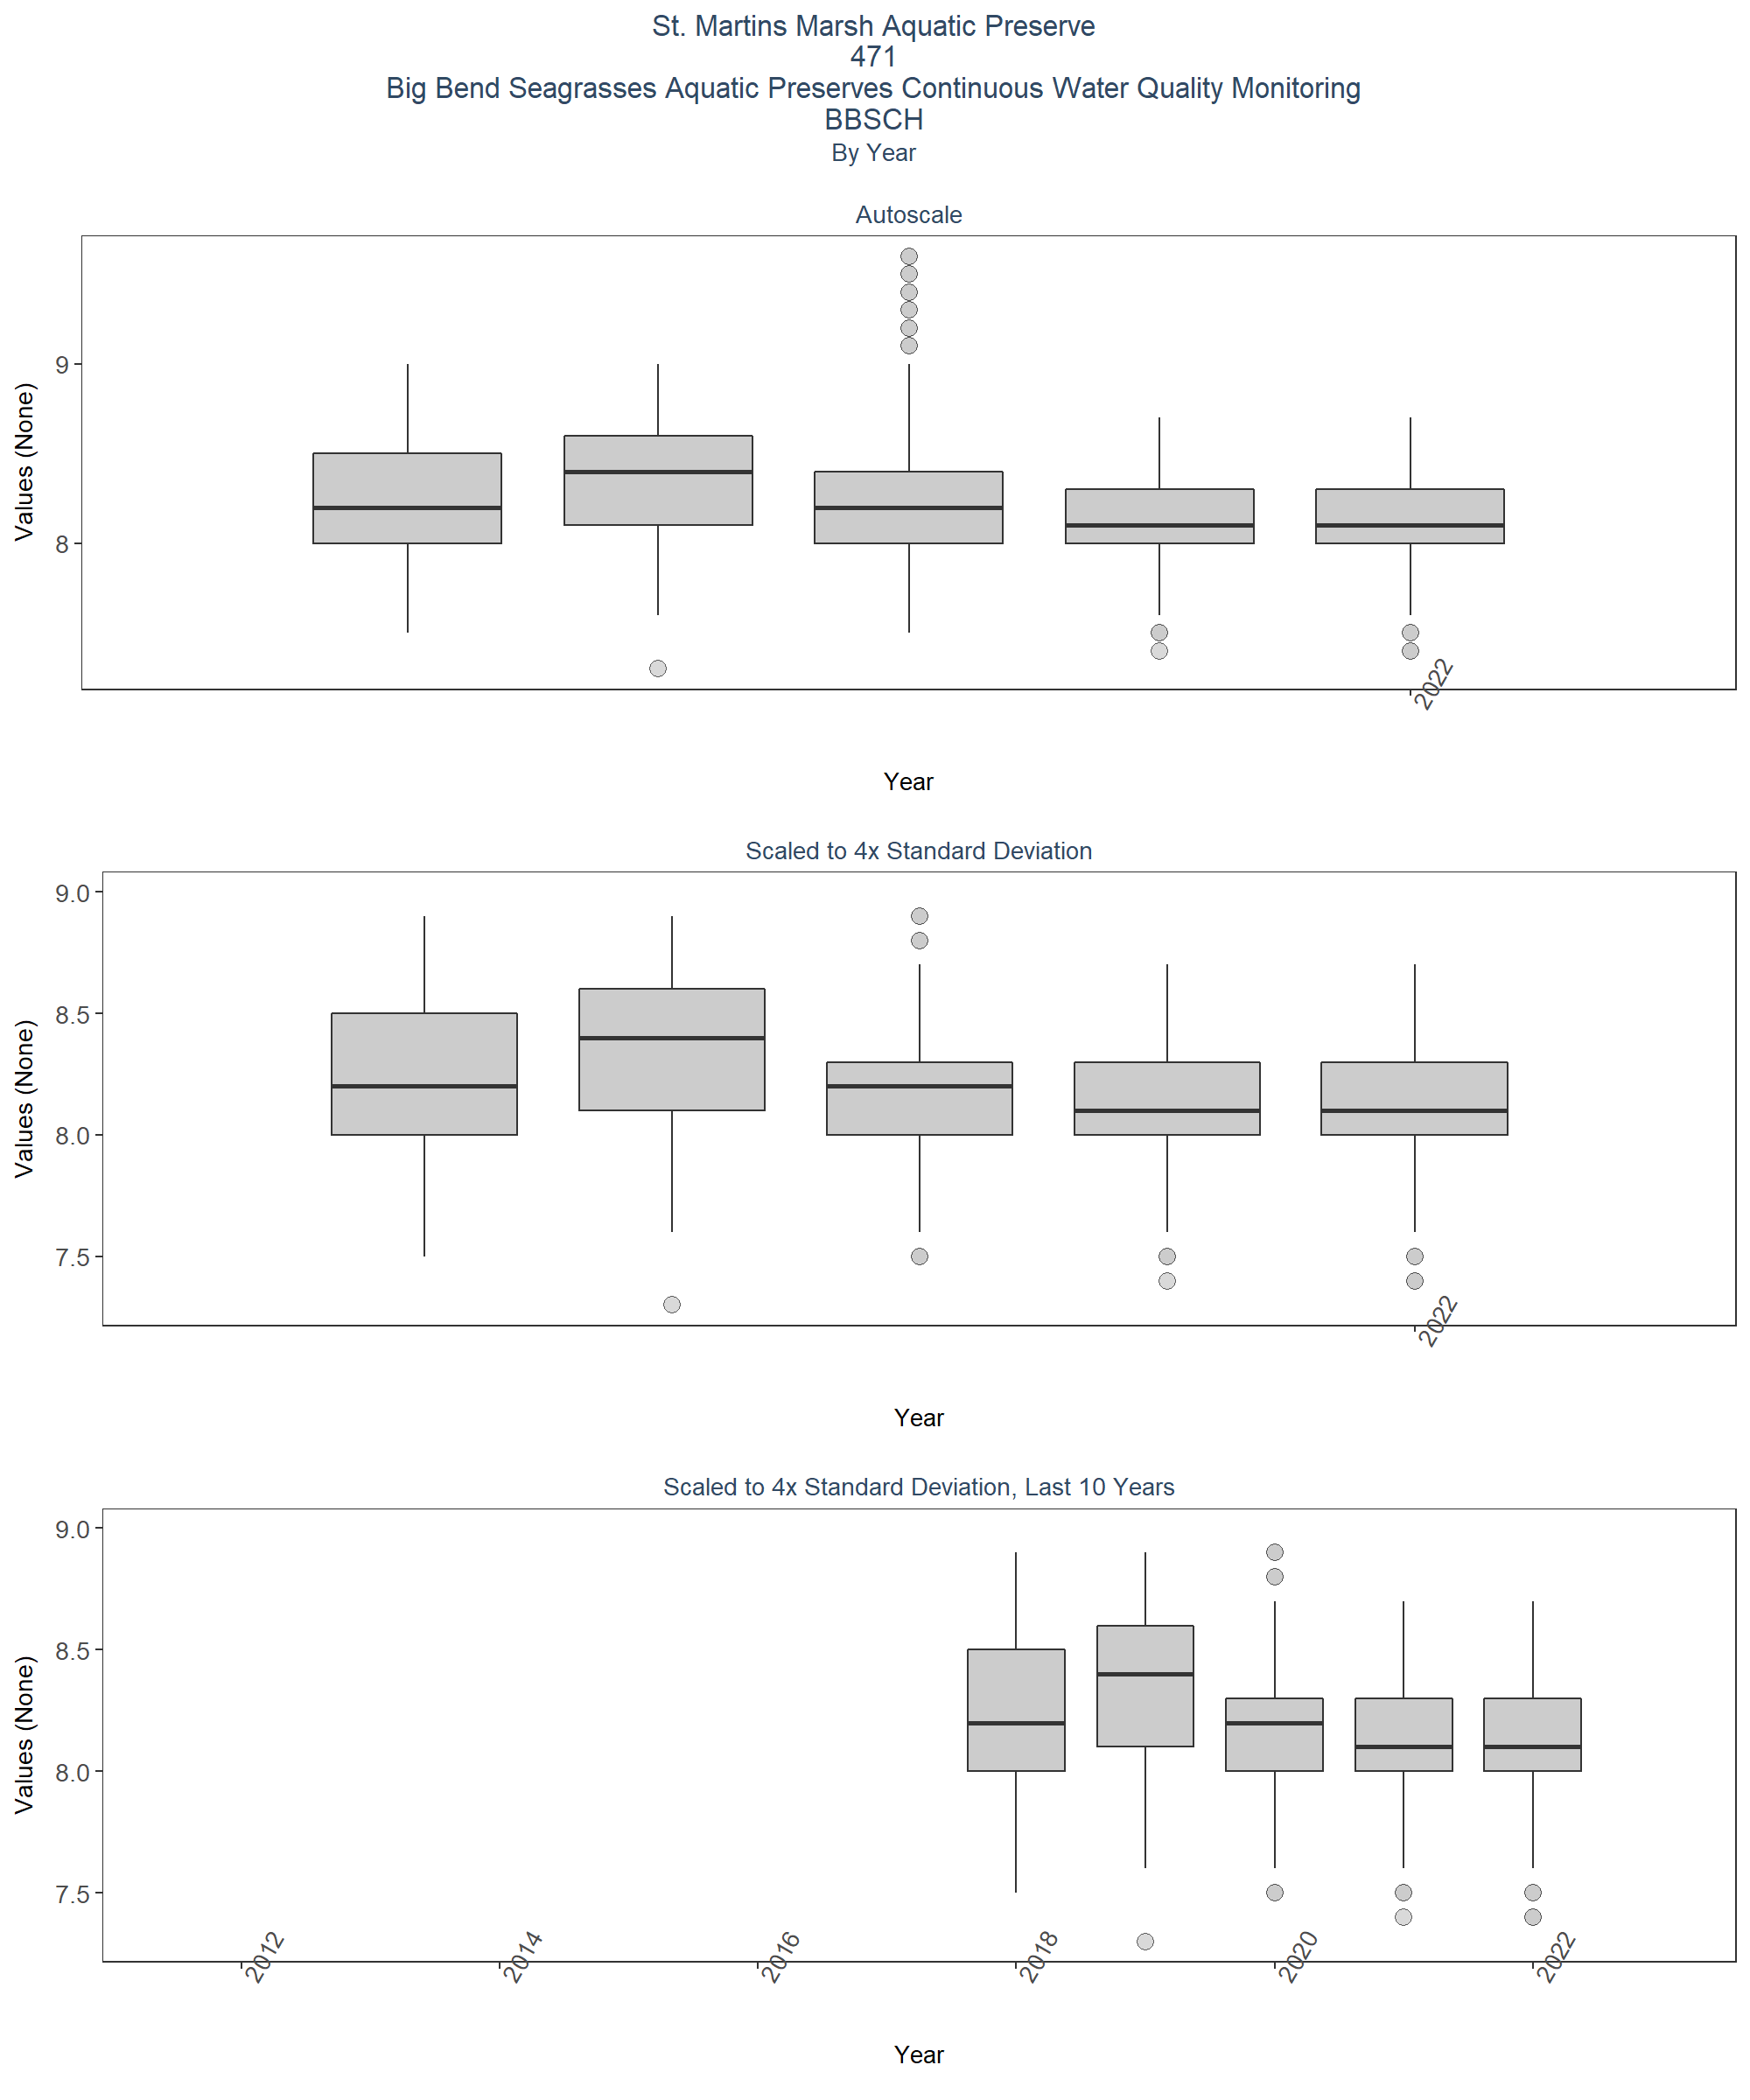 St. Martins Marsh Aquatic Preserve
471
Big Bend Seagrasses Aquatic Preserves Continuous Water Quality Monitoring
BBSCH
By Year
Autoscale
Values (None)
9
8
2022
Year
Scaled to 4x Standard Deviation
Values (None)
9.0
8.5
8.0
7.5
2022
Year
Scaled to 4x Standard Deviation, Last 10 Years
Values (None)
9.0
8.5
8.0
7.5
2012 2014 2016 2018 2020 2022
Year